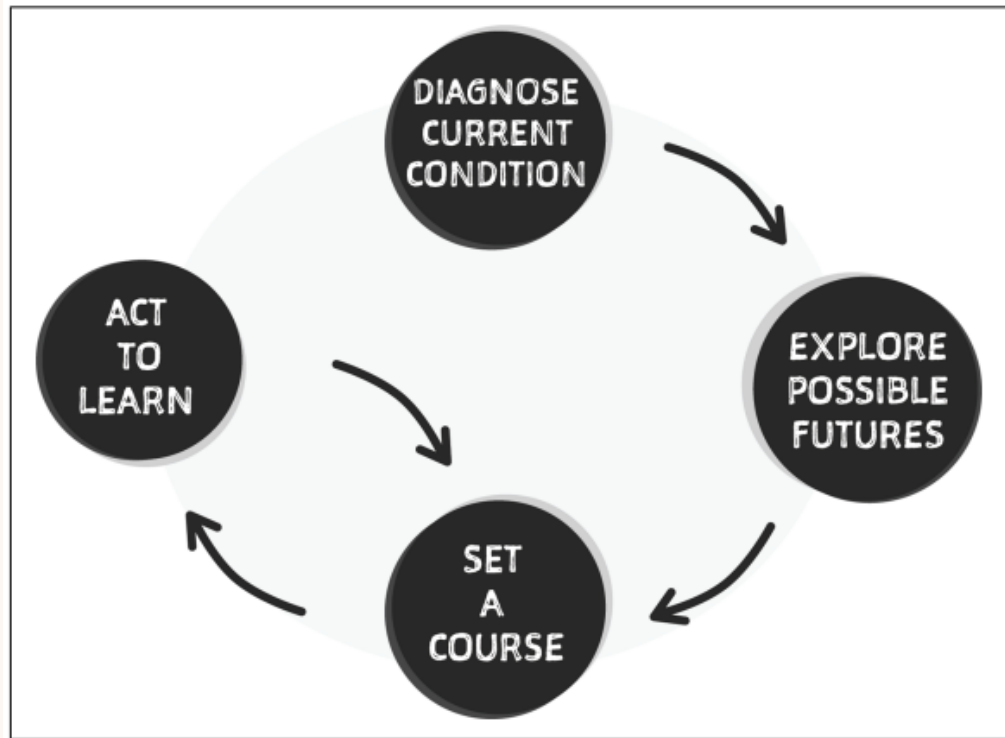 DIAGNOSE
CURRENT
CONDITION
EXPLORE
POSSIBLE
FUTURES
SET
A
COURSE
ACT
TO
LEARN